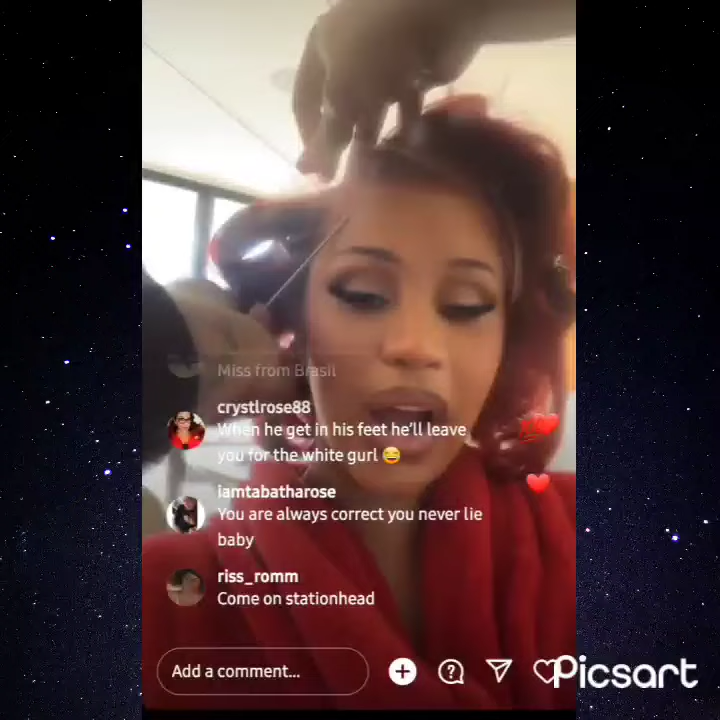 Miss from Brasil
crystlrose88
When he get in his feet he'll leave
you for the white gurl 😂
iamtabatharose
You are always correct you never lie
baby
riss_romm
Come on stationhead
Add a comment...
Picsart